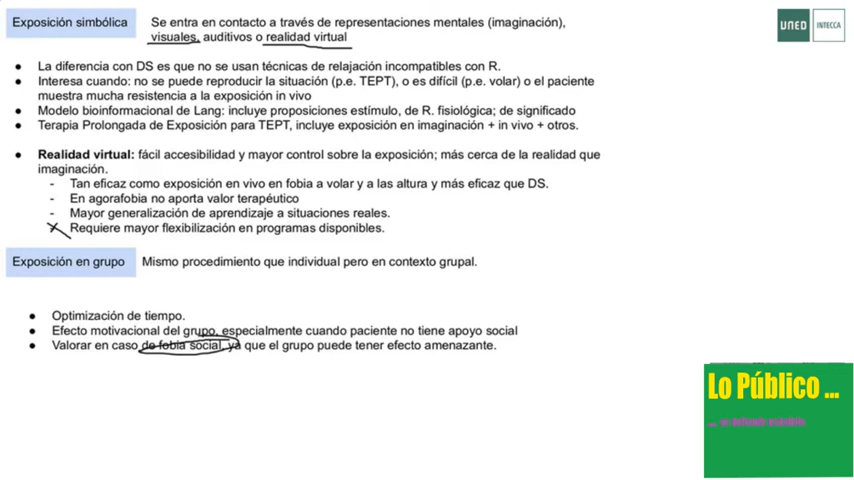 Exposición simbólica
Se entra en contacto a través de representaciones mentales (imaginación),
visuales, auditivos o realidad virtual
UNED
INTECCA
● La diferencia con DS es que no se usan técnicas de relajación incompatibles con R.
● Interesa cuando: no se puede reproducir la situación (p.e. TEPT), o es difícil (p.e. volar) o el paciente
muestra mucha resistencia a la exposición in vivo
● Modelo bioinformacional de Lang: incluye proposiciones estímulo, de R. fisiológica; de significado
● Terapia Prolongada de Exposición para TEPT, incluye exposición en imaginación + in vivo + otros.
● Realidad virtual: fácil accesibilidad y mayor control sobre la exposición; más cerca de la realidad que
imaginación.
- Tan eficaz como exposición en vivo en fobia a volar y a las altura y más eficaz que DS.
- En agorafobia no aporta valor terapéutico
- Mayor generalización de aprendizaje a situaciones reales.
- Requiere mayor flexibilización en programas disponibles.
Exposición en grupo
Mismo procedimiento que individual pero en contexto grupal.
● Optimización de tiempo.
● Efecto motivacional del grupo, especialmente cuando paciente no tiene apoyo social
● Valorar en caso de fobia social, ya que el grupo puede tener efecto amenazante.
Lo Público ...